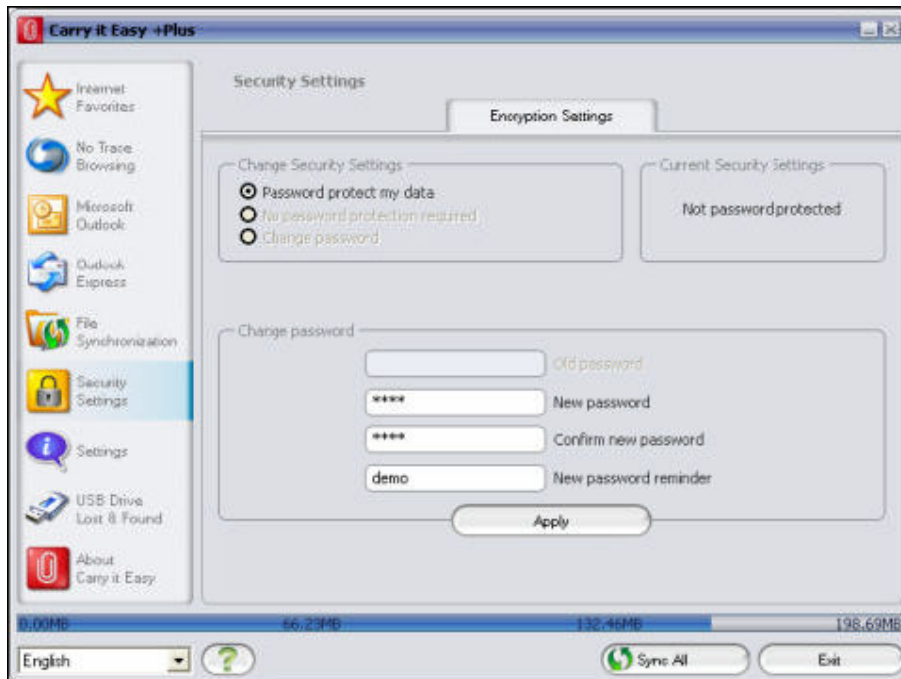 Carry it Easy +Plus
Internet
Favorites
No Trace
Browsing
Microsoft
Outlook
Outlook
Express
File
Synchronization
Security
Settings
Settings
USB Drive
Lost & Found
About
Carry it Easy
Security Settings
Encryption Settings
Change Security Settings
Password protect my data
No password protection required
Change password
Current Security Settings
Not password protected
Change password
Old password
**** New password
**** Confirm new password
demo New password reminder
Apply
0.00MB 66.23MB 132.46MB 198.69MB
English
?
Sync All
Exit